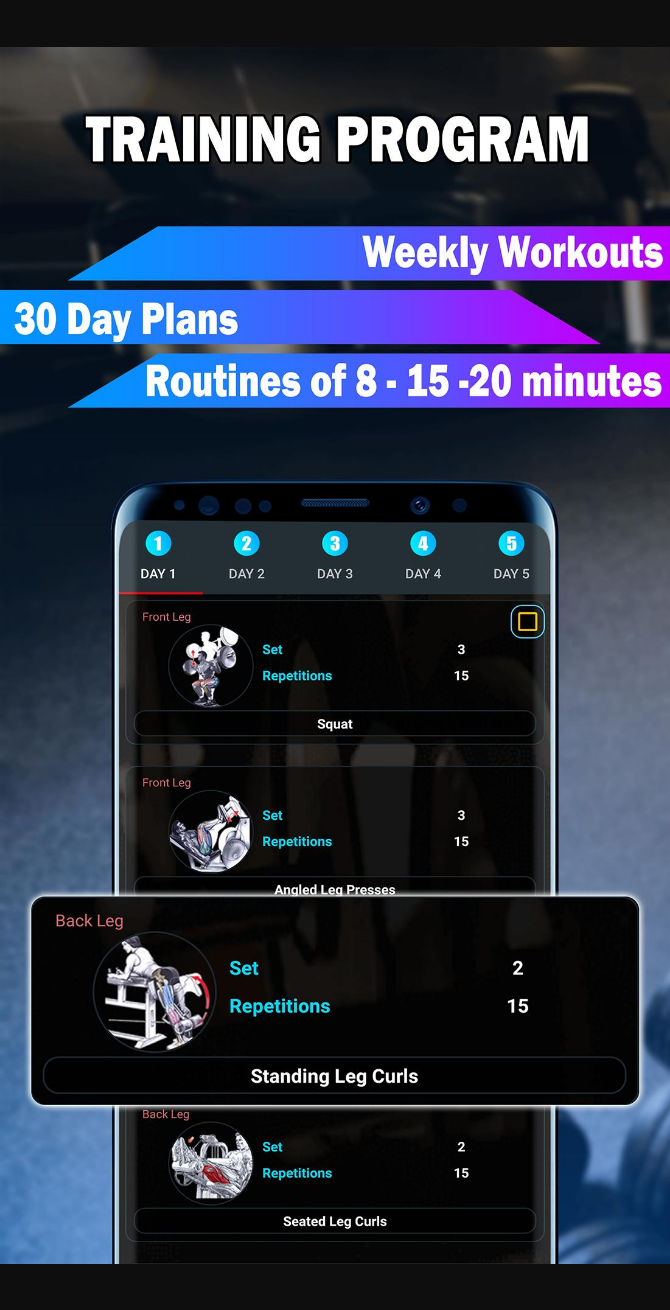 TRAINING PROGRAM
Weekly Workouts
30 Day Plans
Routines of 8 - 15 -20 minutes
1 2 3 4 5
DAY 1 DAY 2 DAY 3 DAY 4 DAY 5
Front Leg
Set 3
Repetitions 15
Squat
Front Leg
Set 3
Repetitions 15
Angled Leg Presses
Back Leg
Set 2
Repetitions 15
Standing Leg Curls
Back Leg
Set 2
Repetitions 15
Seated Leg Curls